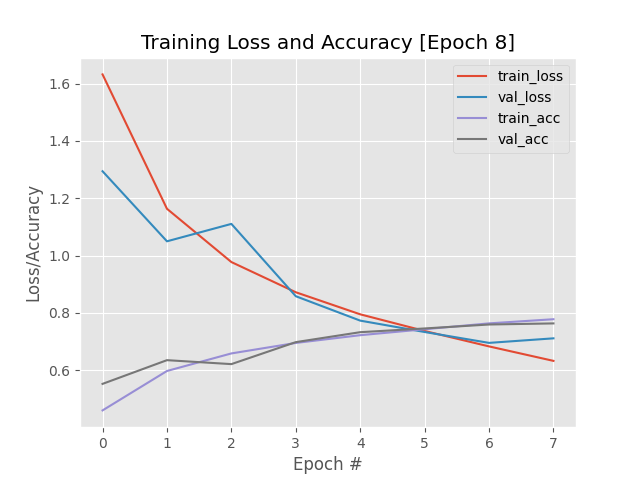 Training Loss and Accuracy [Epoch 8]
train_loss
val_loss
train_acc
val_acc
1.6
1.4
1.2
1.0
0.8
0.6
Loss/Accuracy
0 1 2 3 4 5 6 7
Epoch #